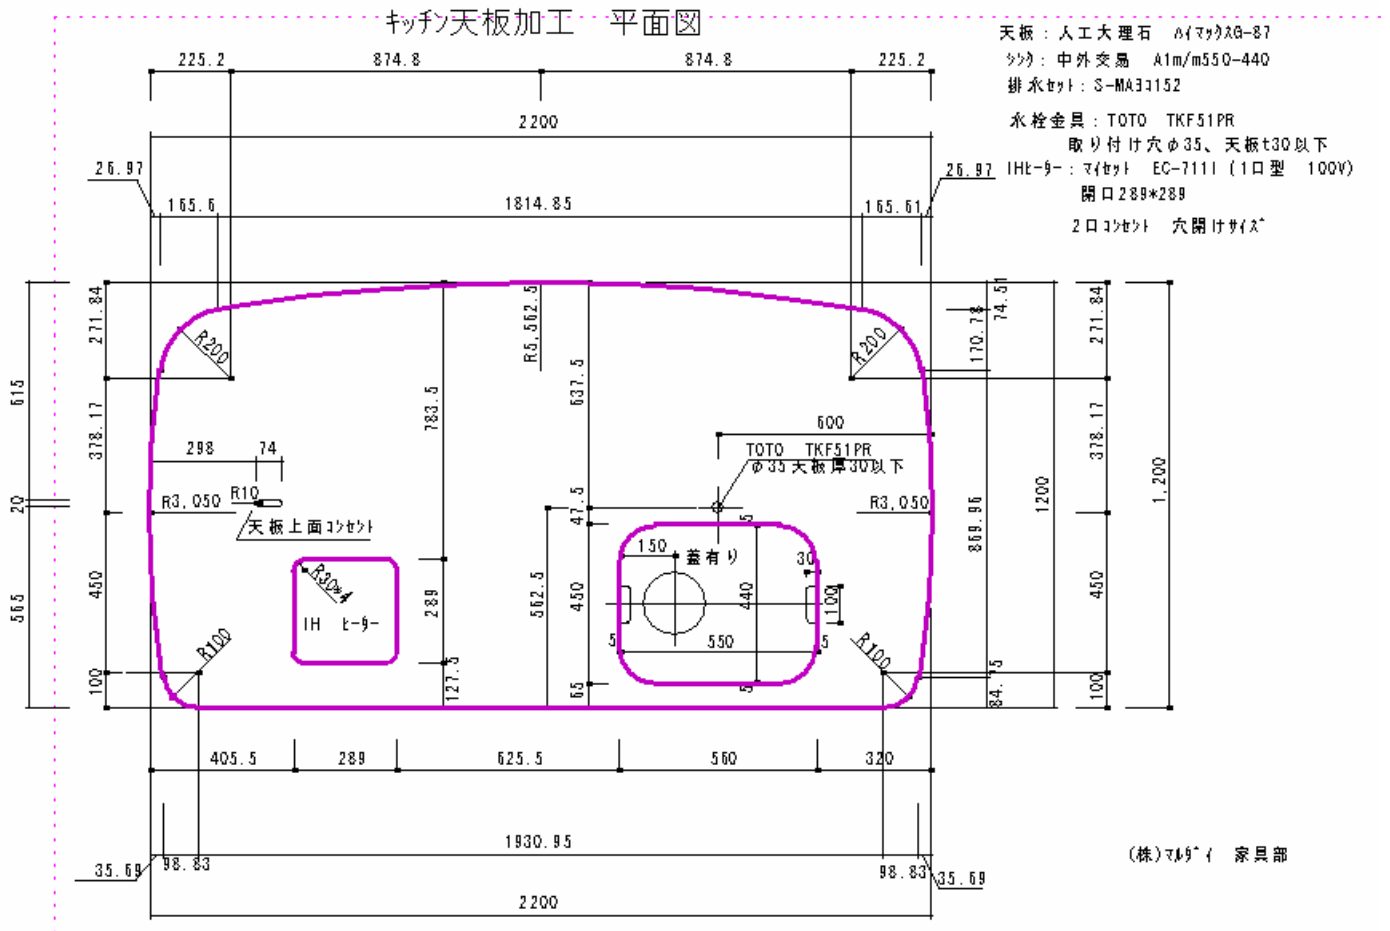 キッチン天板加工　平面図
天板：人工大理石　ハイマックスG-87
シンク：中外交易　A1m/m550-440
排水セット：S-MAヨコ152
水栓金具：TOTO　TKF51PR
取り付け穴φ35、天板t30以下
IHヒーター：マイセット　EC-711I（1口型　100V）
開口289*289
2口コンセント　穴開けサイズ
225.2
874.8
874.8
225.2
2200
26.97
26.97
165.6
1814.85
165.61
271.84
615
378.17
20
450
565
100
R200
R5,562.5
637.5
783.5
R200
170.78
74.51
271.84
378.17
1200
1,200
869.96
450
100
84.75
600
298
74
TOTO　TKF51PR
φ35天板厚30以下
R10
R3,050
R3,050
天板上面コンセント
47.5
5
150
蓋有り
30
R30*4
IH　ヒーター
289
562.5
450
440
100
5
550
5
R100
R100
127.5
65
5
405.5
289
625.5
560
320
1930.95
35.69
98.83
98.83
35.69
2200
(株)マルダイ　家具部